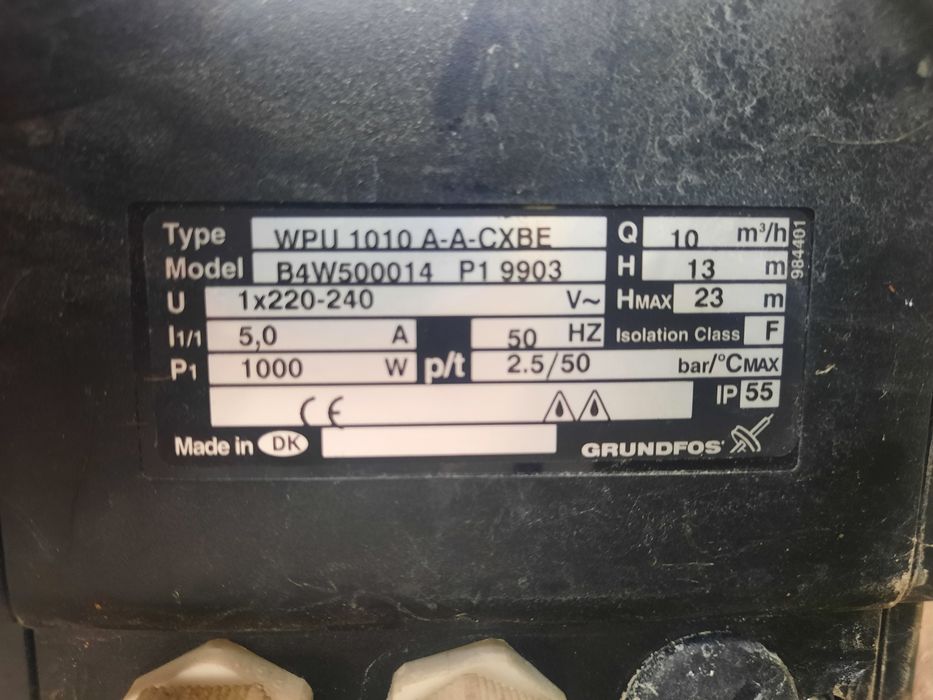 Type WPU 1010 A-A-CXBE Q 10 m³/h
Model B4W500014 P1 9903 H 13 m
U 1x220-240 V~ HMAX 23 m
I1/1 5,0 A 50 HZ Isolation Class F
P1 1000 W p/t 2.5/50 bar/°CMAX
CE IP 55
Made in DK GRUNDFOS
984401